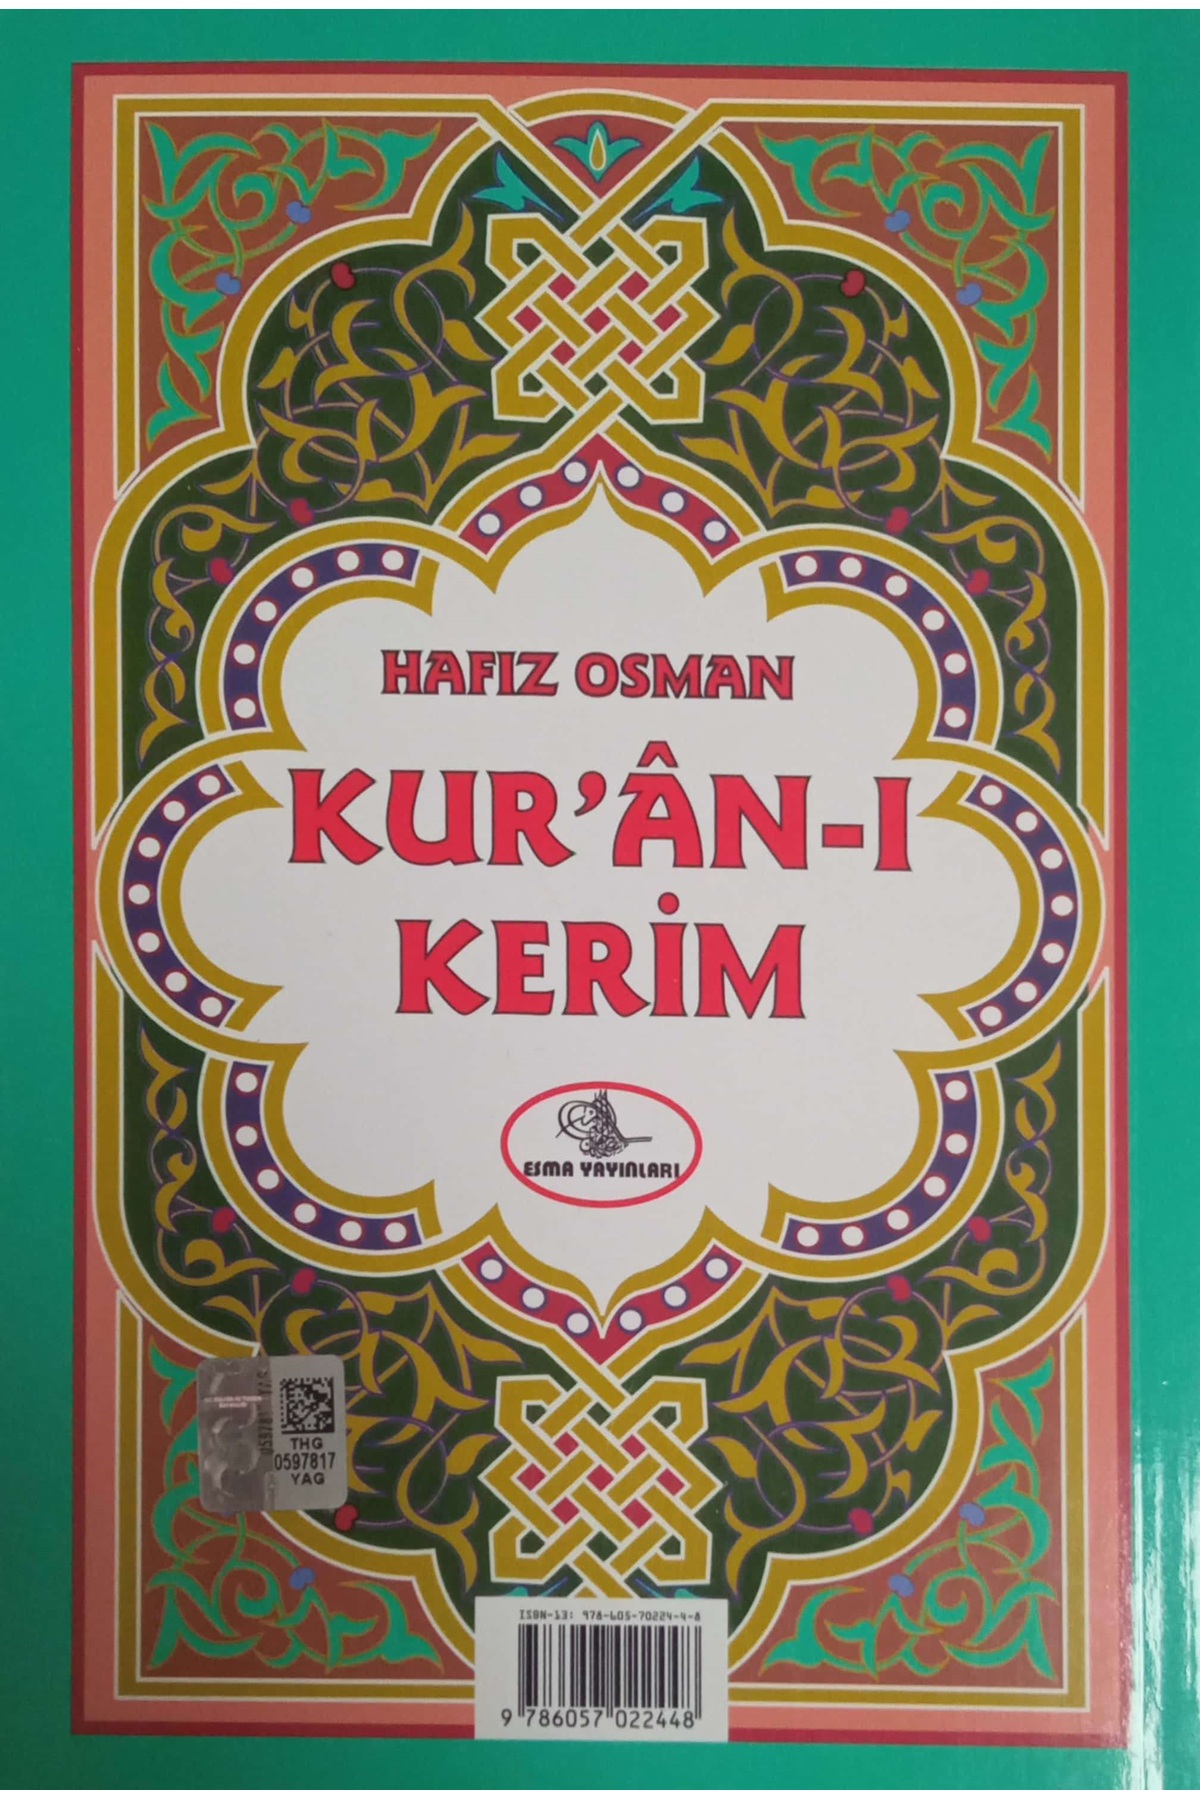 HAFIZ OSMAN
KUR'ÂN-I
KERİM
ESMA YAYINLARI
THG
0597817
YAG
ISBN-13: 978-605-70224-4-8
9 786057 022448